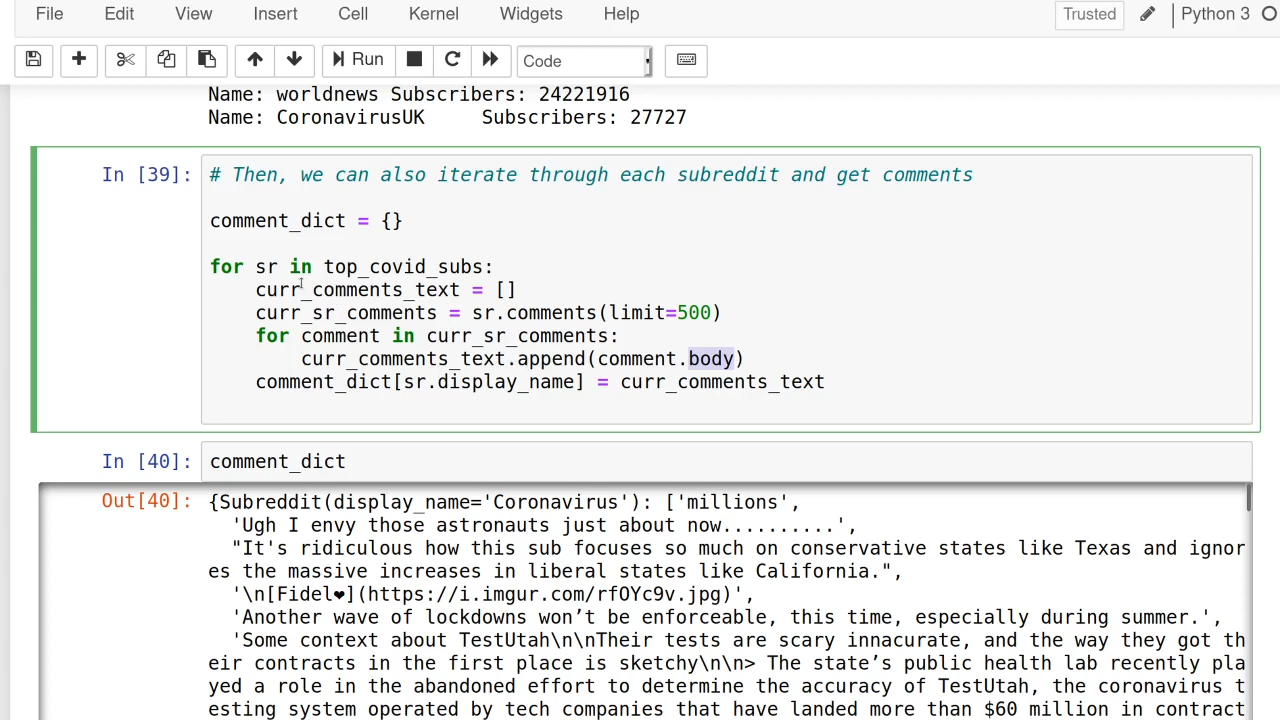 File Edit View Insert Cell Kernel Widgets Help Trusted Python 3
Run Code
Name: worldnews Subscribers: 24221916
Name: CoronavirusUK Subscribers: 27727
In [39]: # Then, we can also iterate through each subreddit and get comments
comment_dict = {}
for sr in top_covid_subs:
curr_comments_text = []
curr_sr_comments = sr.comments(limit=500)
for comment in curr_sr_comments:
curr_comments_text.append(comment.body)
comment_dict[sr.display_name] = curr_comments_text
In [40]: comment_dict
Out[40]: {Subreddit(display_name='Coronavirus'): ['millions',
'Ugh I envy those astronauts just about now..........',
"It's ridiculous how this sub focuses so much on conservative states like Texas and ignor
es the massive increases in liberal states like California.",
'\n[Fidel❤](https://i.imgur.com/rfOYc9v.jpg)',
'Another wave of lockdowns won’t be enforceable, this time, especially during summer.',
'Some context about TestUtah\n\nTheir tests are scary innacurate, and the way they got th
eir contracts in the first place is sketchy\n\n> The state’s public health lab recently pla
yed a role in the abandoned effort to determine the accuracy of TestUtah, the coronavirus t
esting system operated by tech companies that have landed more than $60 million in contract